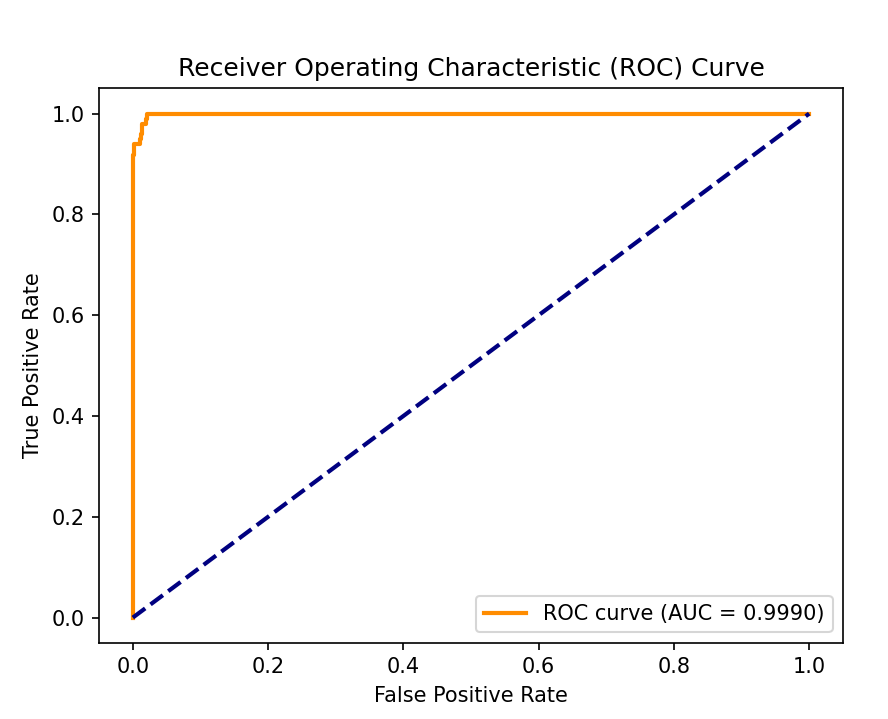 Receiver Operating Characteristic (ROC) Curve
1.0
0.8
0.6
0.4
0.2
0.0
True Positive Rate
ROC curve (AUC = 0.9990)
0.0 0.2 0.4 0.6 0.8 1.0
False Positive Rate